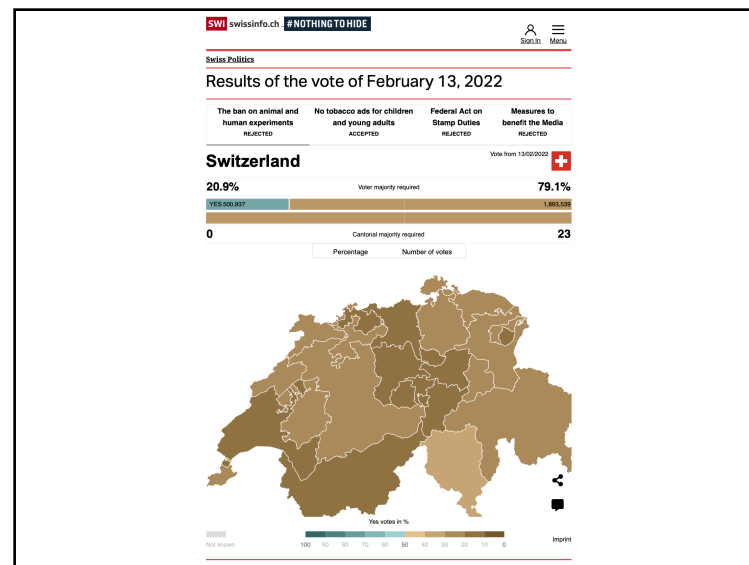 SWI swissinfo.ch #NOTHINGTOHIDE
Sign In Menu
Swiss Politics
Results of the vote of February 13, 2022
The ban on animal and human experiments
REJECTED
No tobacco ads for children and young adults
ACCEPTED
Federal Act on Stamp Duties
REJECTED
Measures to benefit the Media
REJECTED
Switzerland
Vote from 13/02/2022
20.9% Voter majority required 79.1%
YES 500,937 1,893,539
0 Cantonal majority required 23
Percentage Number of votes
Yes votes in %
Not known
100 90 80 70 60 50 40 30 20 10 0
Imprint